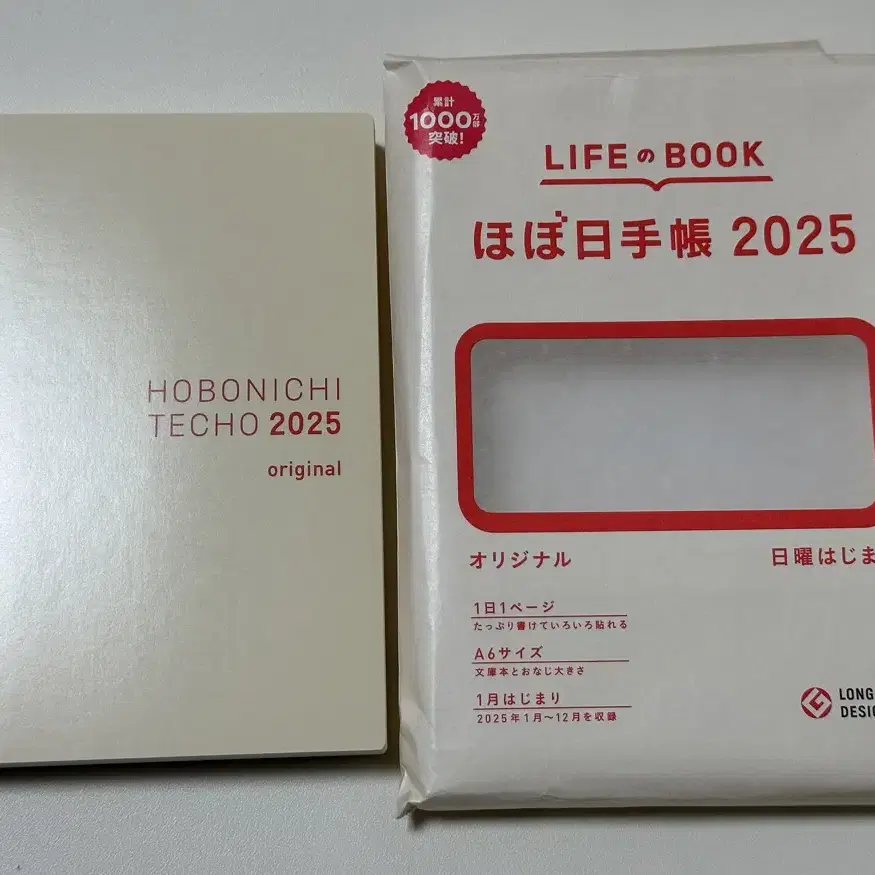 HOBONICHI
TECHO 2025
original
累計
1000万部
突破!
LIFEのBOOK
ほぼ日手帳 2025
オリジナル
日曜はじま
1日1ページ
たっぷり書けていろいろ貼れる
A6サイズ
文庫本とおなじ大きさ
1月はじまり
2025年1月~12月を収録
LONG
DESIG